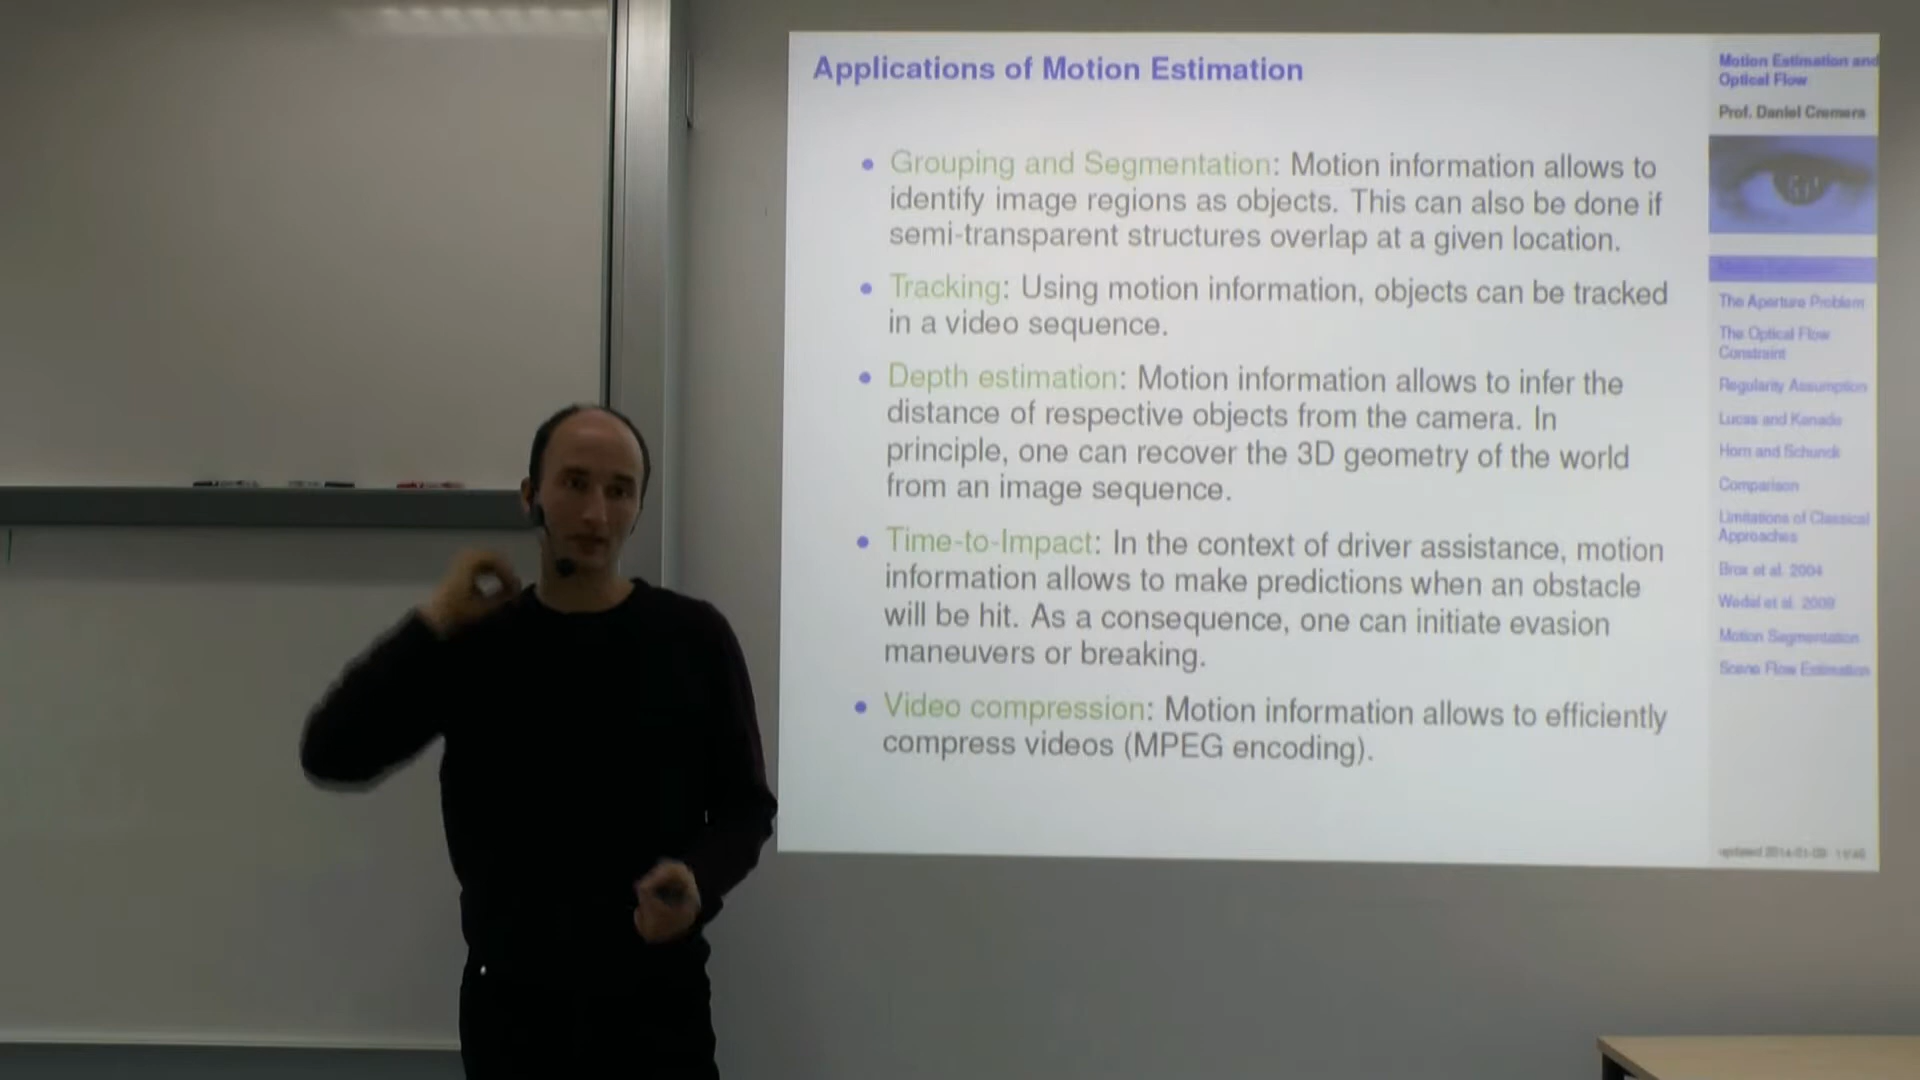 Applications of Motion Estimation
• Grouping and Segmentation: Motion information allows to
identify image regions as objects. This can also be done if
semi-transparent structures overlap at a given location.
• Tracking: Using motion information, objects can be tracked
in a video sequence.
• Depth estimation: Motion information allows to infer the
distance of respective objects from the camera. In
principle, one can recover the 3D geometry of the world
from an image sequence.
• Time-to-Impact: In the context of driver assistance, motion
information allows to make predictions when an obstacle
will be hit. As a consequence, one can initiate evasion
maneuvers or breaking.
• Video compression: Motion information allows to efficiently
compress videos (MPEG encoding).
Motion Estimation and
Optical Flow
Prof. Daniel Cremers
The Aperture Problem
The Optical Flow
Constraint
Regularity Assumption
Lucas and Kanade
Horn and Schunck
Comparison
Limitations of Classical
Approaches
Brox et al. 2004
Wedel et al. 2009
Motion Segmentation
Scene Flow Estimation
updated